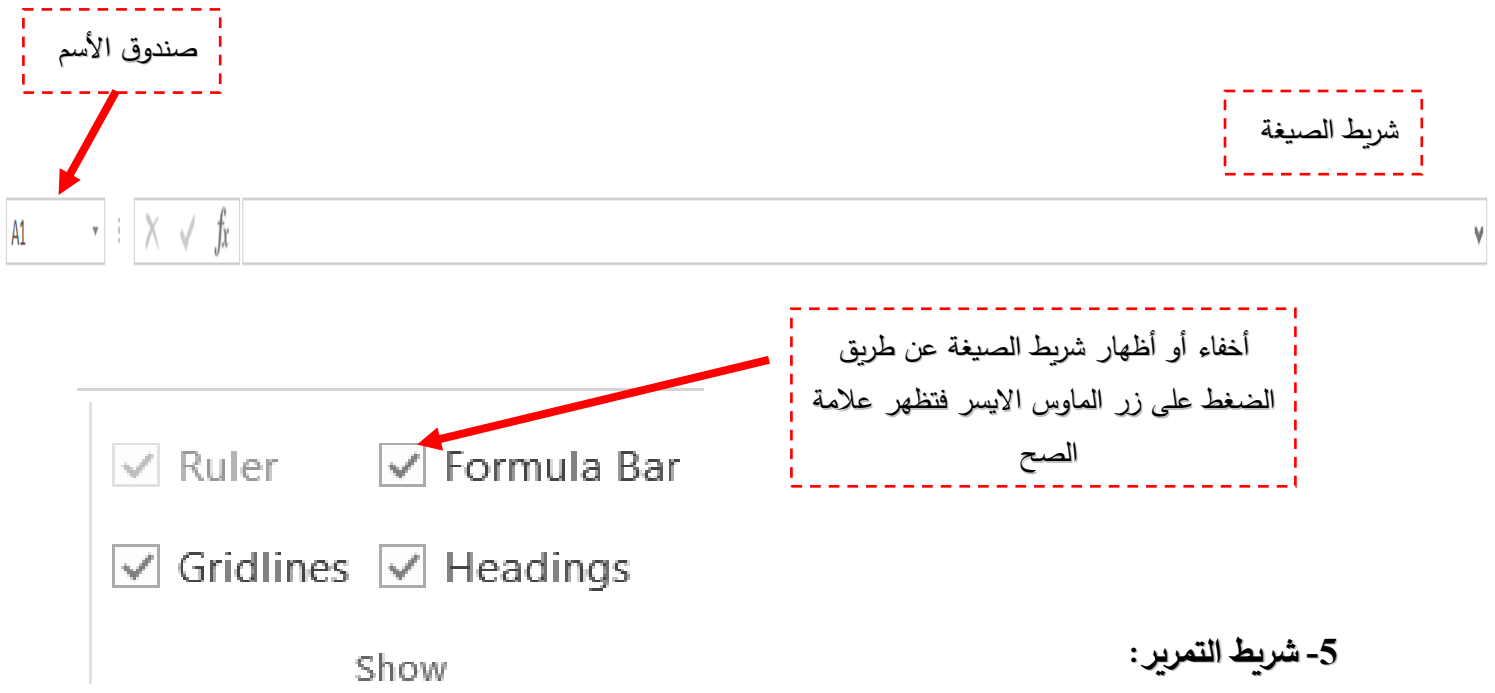 صندوق الأسم
شريط الصيغة
A1
fx
أخفاء أو أظهار شريط الصيغة عن طريق
الضغط على زر الماوس الايسر فتظهر علامة
الصح
Ruler
Formula Bar
Gridlines
Headings
Show
5- شريط التمرير: